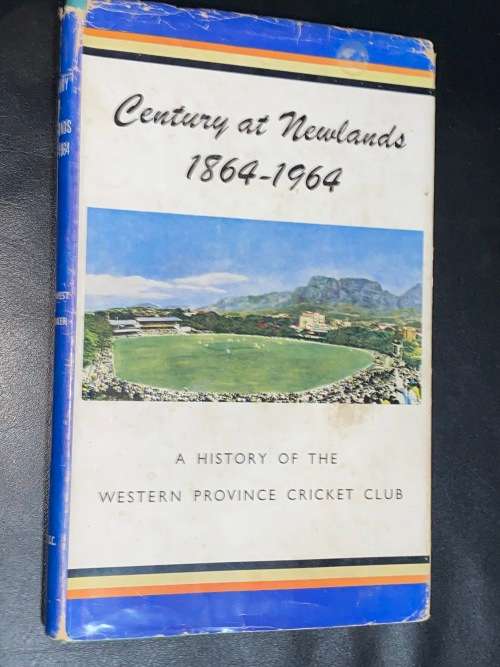 Century at Newlands
1864-1964
A HISTORY OF THE
WESTERN PROVINCE CRICKET CLUB